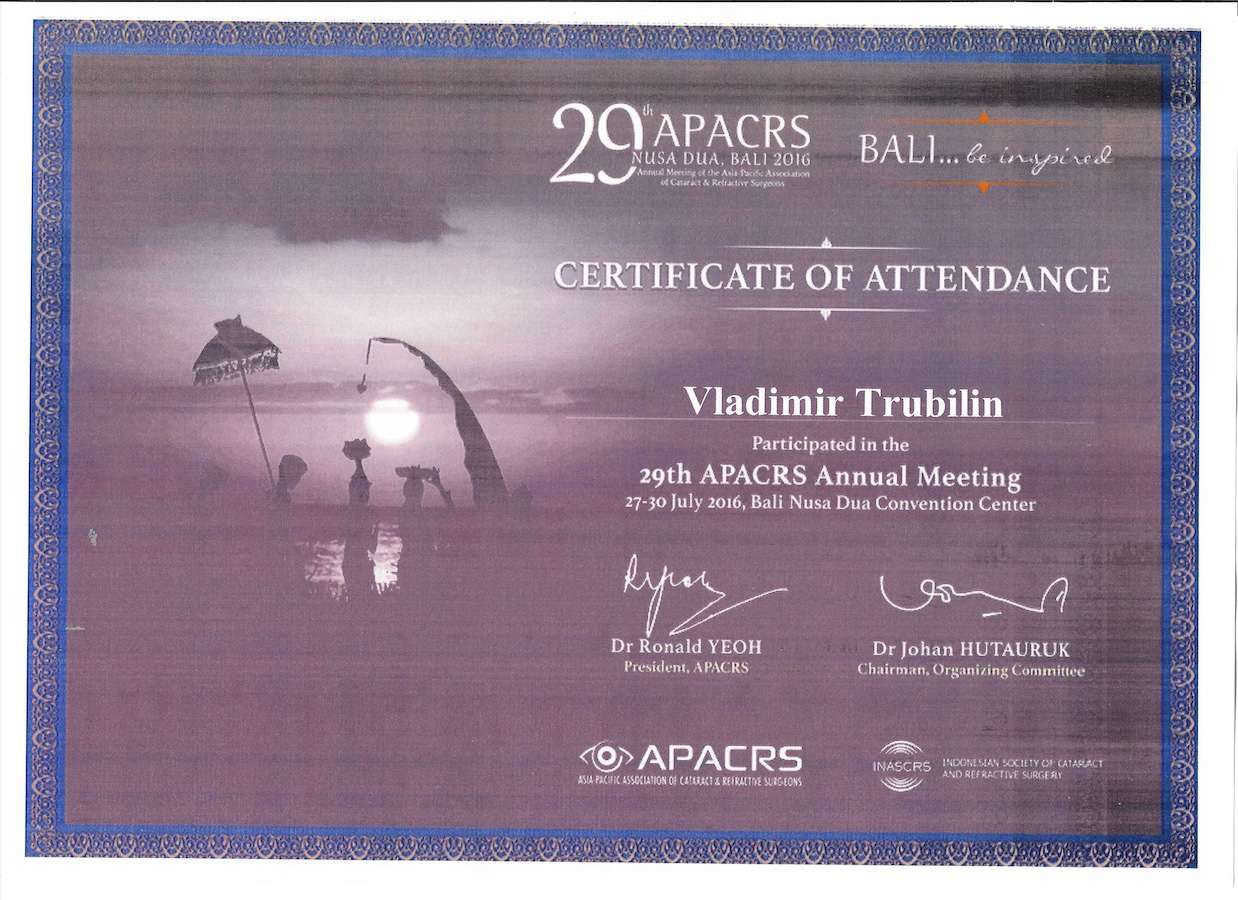 29th APACRS
NUSA DUA, BALI 2016
Annual Meeting of the Asia-Pacific Association
of Cataract & Refractive Surgeons
BALI... be inspired
CERTIFICATE OF ATTENDANCE
Vladimir Trubilin
Participated in the
29th APACRS Annual Meeting
27-30 July 2016, Bali Nusa Dua Convention Center
Dr Ronald YEOH
President, APACRS
Dr Johan HUTAURUK
Chairman, Organizing Committee
APACRS
ASIA-PACIFIC ASSOCIATION OF CATARACT & REFRACTIVE SURGEONS
INASCRS
INDONESIAN SOCIETY OF CATARACT
AND REFRACTIVE SURGERY